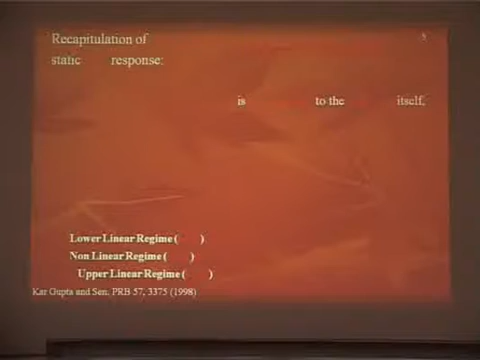 Recapitulation of
5
static response:
is to the itself.
Lower Linear Regime ( )
Non Linear Regime ( )
Upper Linear Regime ( )
Kar Gupta and Sen, PRB 57, 3375 (1998)